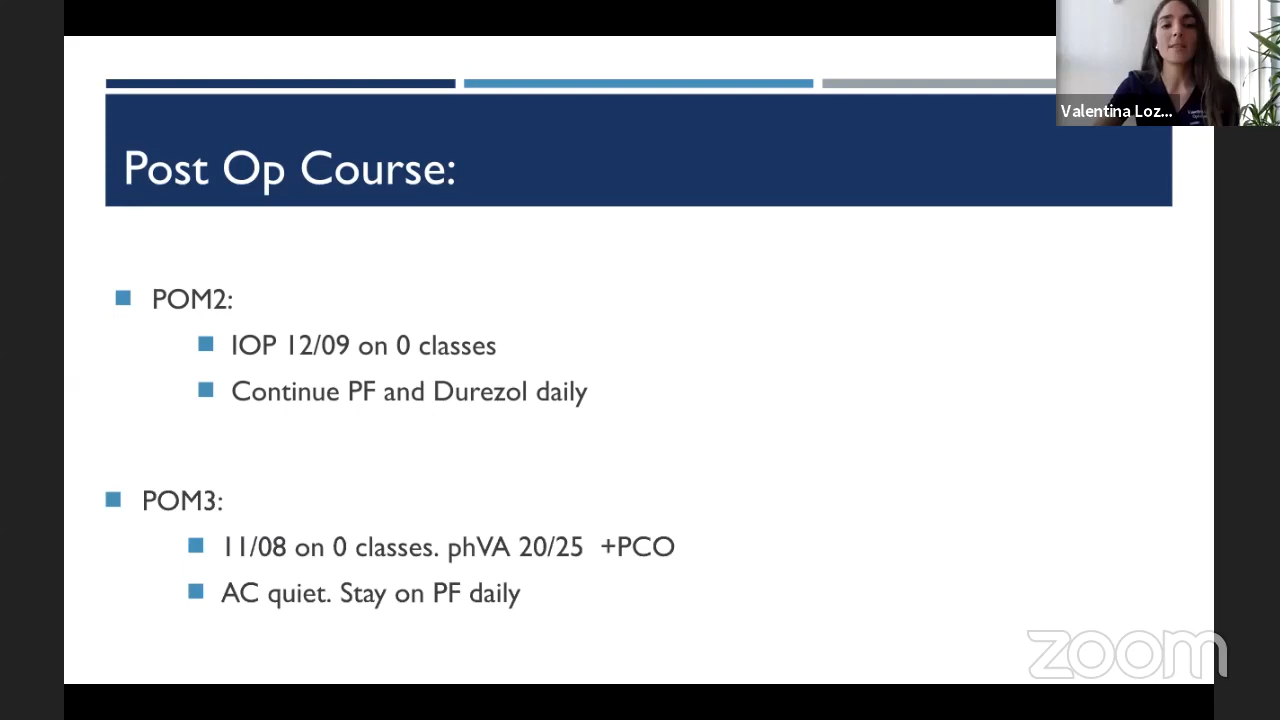 Valentina Loz...
Post Op Course:
POM2:
IOP 12/09 on 0 classes
Continue PF and Durezol daily
POM3:
11/08 on 0 classes. phVA 20/25 +PCO
AC quiet. Stay on PF daily
zoom